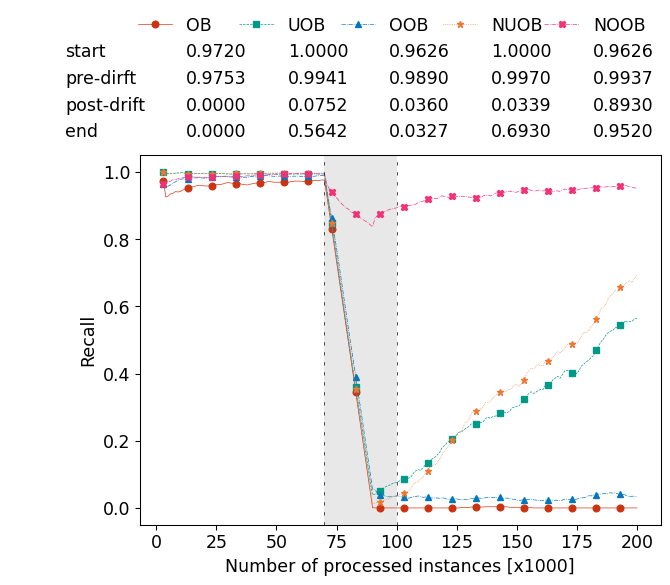 OB UOB OOB NUOB NOOB
start 0.9720 1.0000 0.9626 1.0000 0.9626
pre-dirft 0.9753 0.9941 0.9890 0.9970 0.9937
post-drift 0.0000 0.0752 0.0360 0.0339 0.8930
end 0.0000 0.5642 0.0327 0.6930 0.9520
1.0
0.8
0.6
0.4
0.2
0.0
Recall
0 25 50 75 100 125 150 175 200
Number of processed instances [x1000]